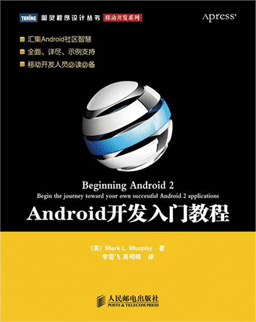 TURING 图灵程序设计丛书 移动开发系列
Apress®
汇集Android社区智慧
全面、详尽、示例支持
移动开发人员必读必备
Beginning Android 2
Begin the journey toward your own successful Android 2 applications
Android开发入门教程
[美] Mark L. Murphy 著
李雪飞 吴明晖 译
人民邮电出版社
POSTS & TELECOM PRESS